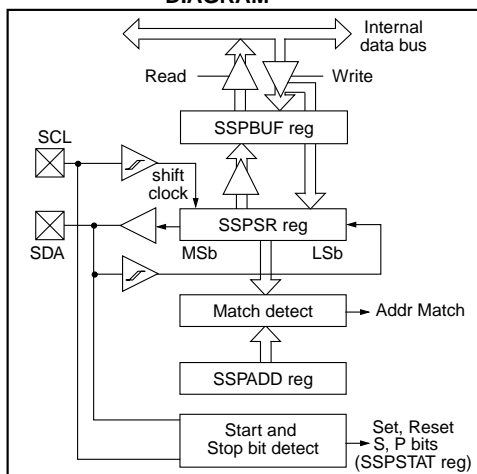 DIAGRAM
Internal
data bus
Read
Write
SSPBUF reg
SCL
shift
clock
SSPSR reg
SDA
MSb
LSb
Match detect
Addr Match
SSPADD reg
Start and
Stop bit detect
Set, Reset
S, P bits
(SSPSTAT reg)